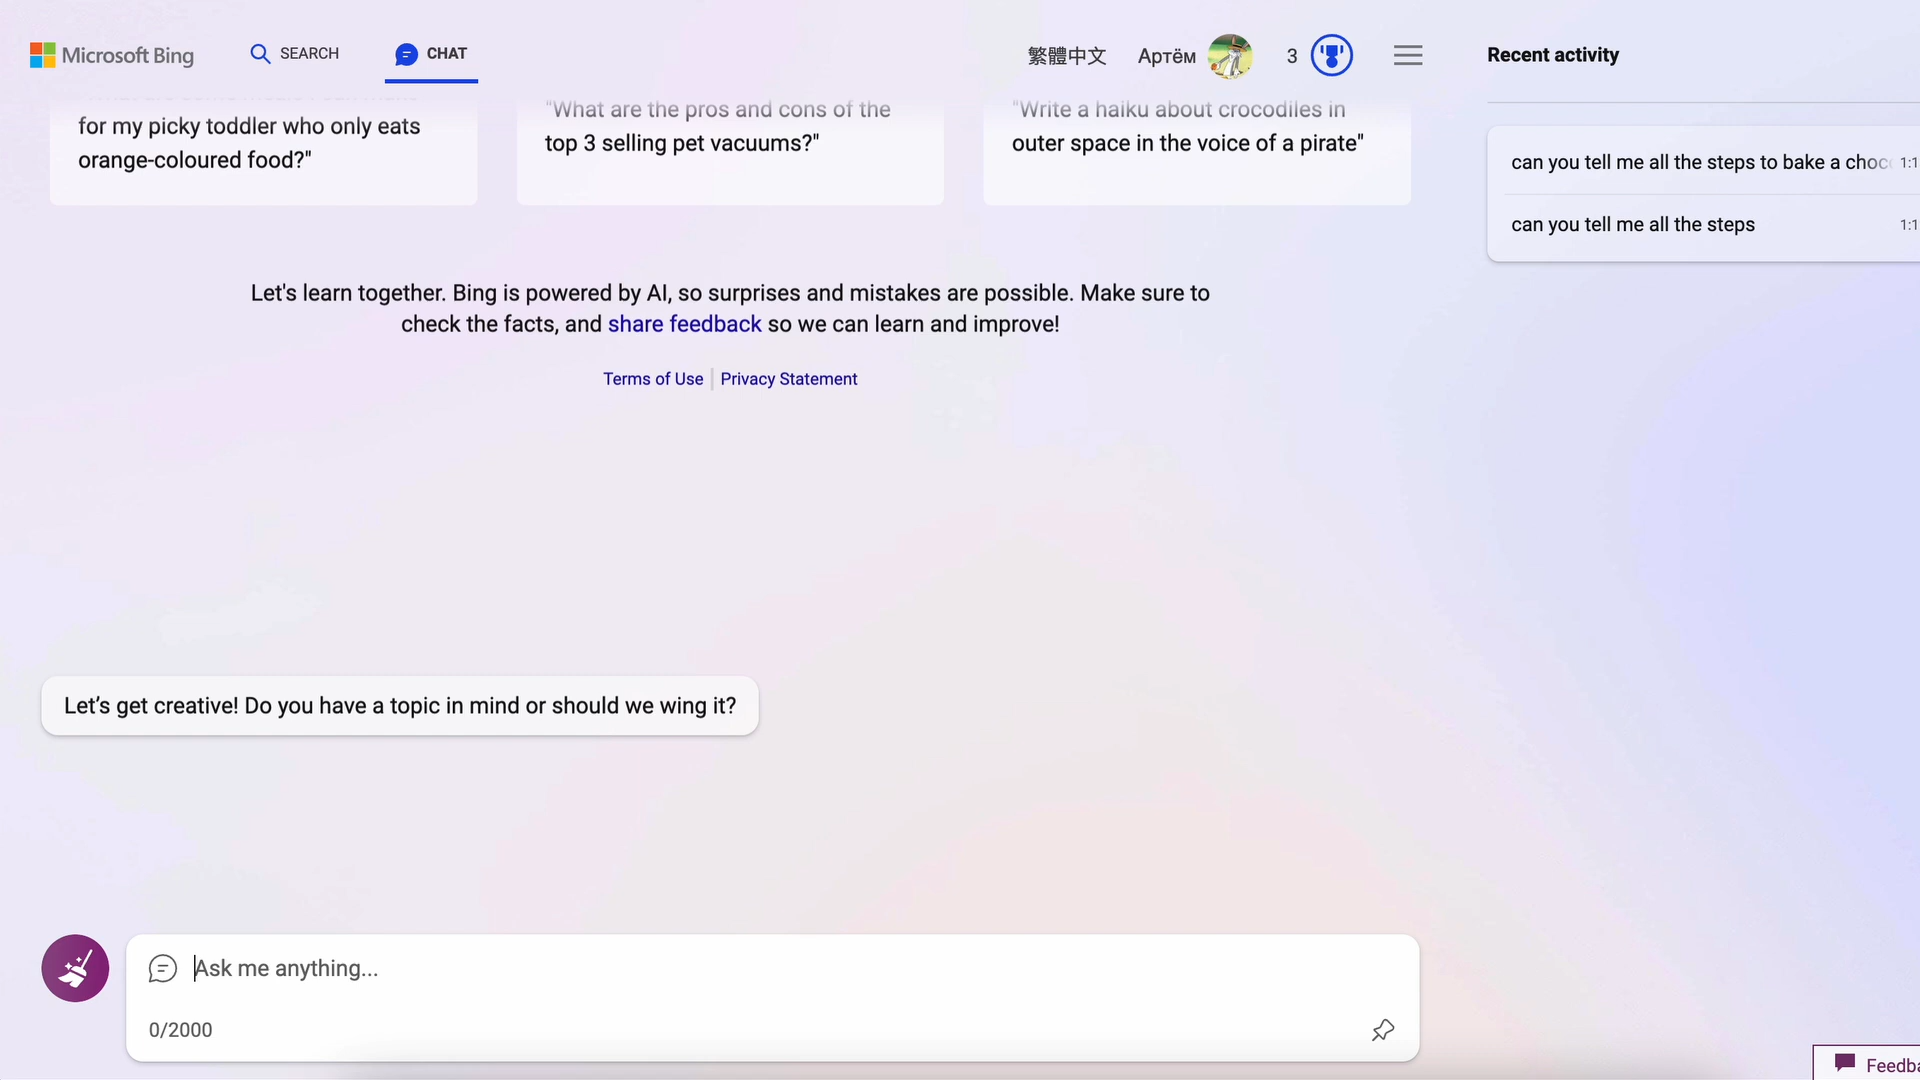 Microsoft Bing
SEARCH
CHAT
繁體中文
Артём
3
for my picky toddler who only eats
orange-coloured food?"
"What are the pros and cons of the
top 3 selling pet vacuums?"
"Write a haiku about crocodiles in
outer space in the voice of a pirate"
Let's learn together. Bing is powered by AI, so surprises and mistakes are possible. Make sure to
check the facts, and share feedback so we can learn and improve!
Terms of Use
Privacy Statement
Let’s get creative! Do you have a topic in mind or should we wing it?
Ask me anything...
0/2000
Recent activity
can you tell me all the steps to bake a choc
1:1
can you tell me all the steps
1:1
Feedba